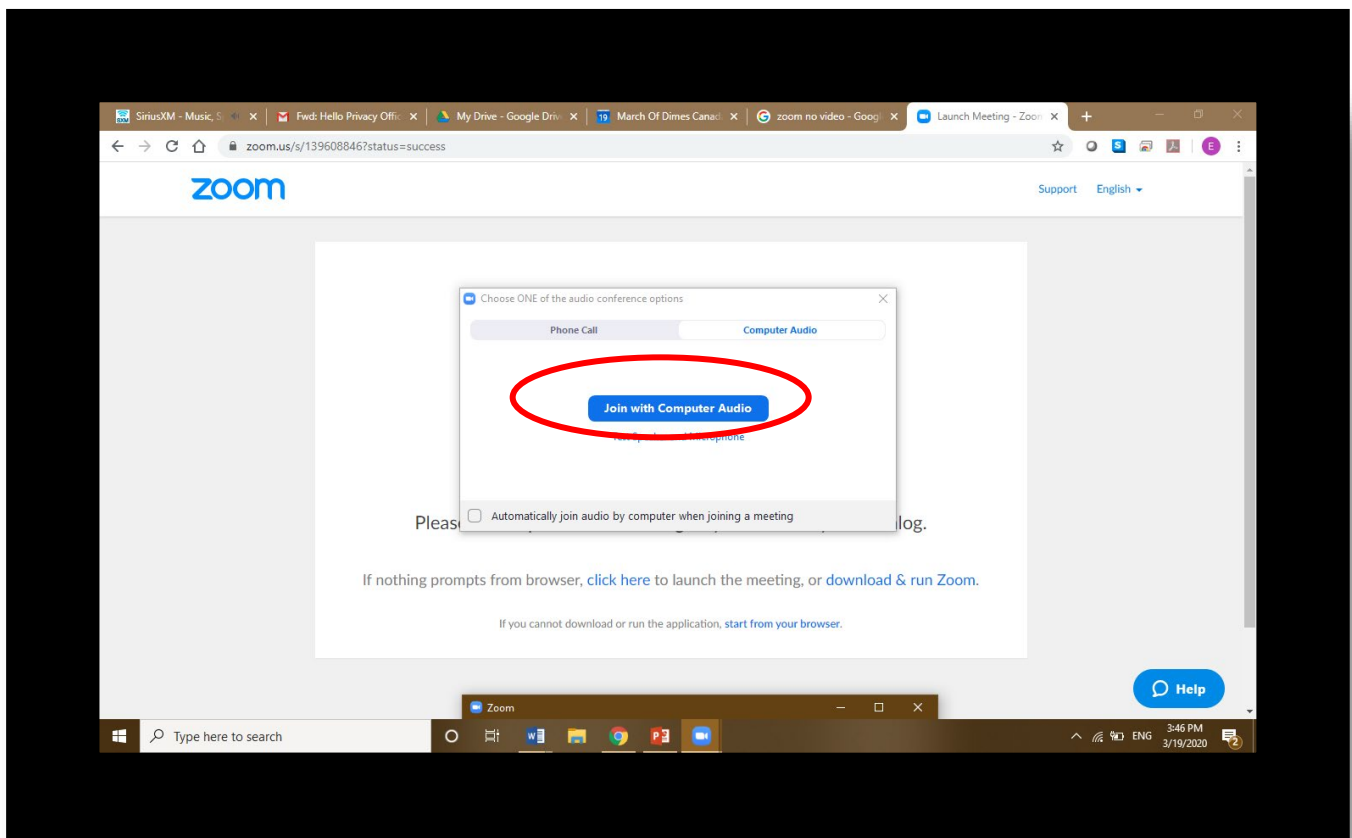 SiriusXM - Music, S
Fwd: Hello Privacy Offic
My Drive - Google Driv
19
March Of Dimes Canad
zoom no video - Googl
Launch Meeting - Zoon
zoom.us/s/139608846?status=success
E
zoom
Support
English
Choose ONE of the audio conference options
Phone Call
Computer Audio
Join with Computer Audio
Automatically join audio by computer when joining a meeting
Pleas
log.
If nothing prompts from browser, click here to launch the meeting, or download & run Zoom.
If you cannot download or run the application, start from your browser.
Help
Zoom
Type here to search
ENG
3:46 PM
3/19/2020
2